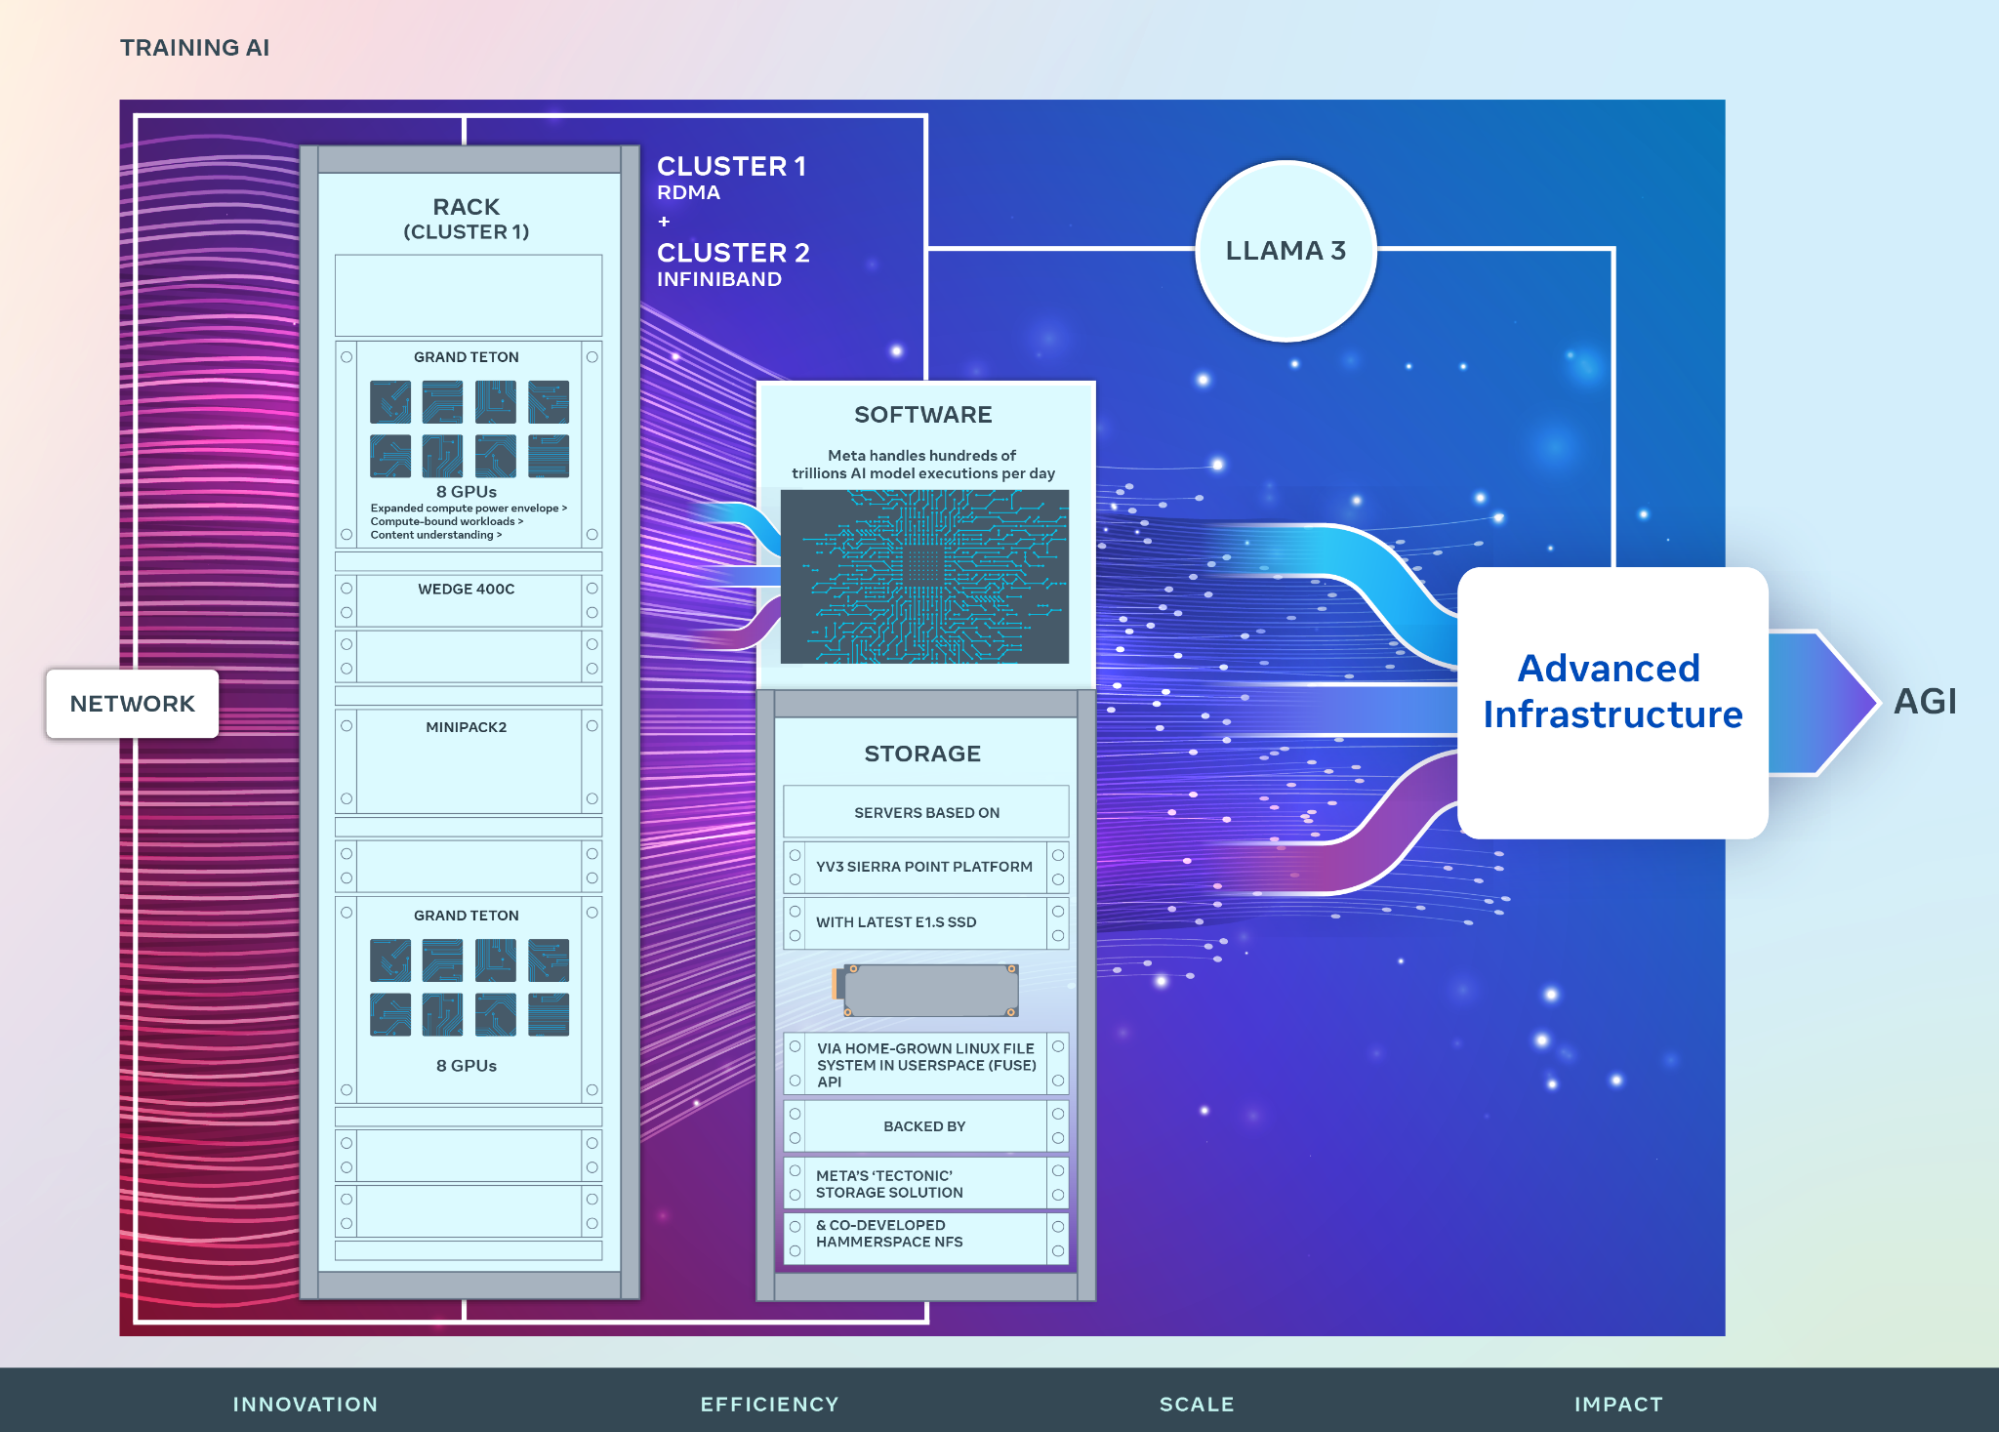 TRAINING AI
RACK
(CLUSTER 1)
GRAND TETON
8 GPUs
Expanded compute power envelope >
Compute-bound workloads >
Content understanding >
WEDGE 400C
MINIPACK2
GRAND TETON
8 GPUs
NETWORK
CLUSTER 1
RDMA
+
CLUSTER 2
INFINIBAND
SOFTWARE
Meta handles hundreds of
trillions AI model executions per day
STORAGE
SERVERS BASED ON
YV3 SIERRA POINT PLATFORM
WITH LATEST E1.S SSD
VIA HOME-GROWN LINUX FILE
SYSTEM IN USERSPACE (FUSE)
API
BACKED BY
META'S ‘TECTONIC’
STORAGE SOLUTION
& CO-DEVELOPED
HAMMERSPACE NFS
LLAMA 3
Advanced
Infrastructure
AGI
INNOVATION
EFFICIENCY
SCALE
IMPACT